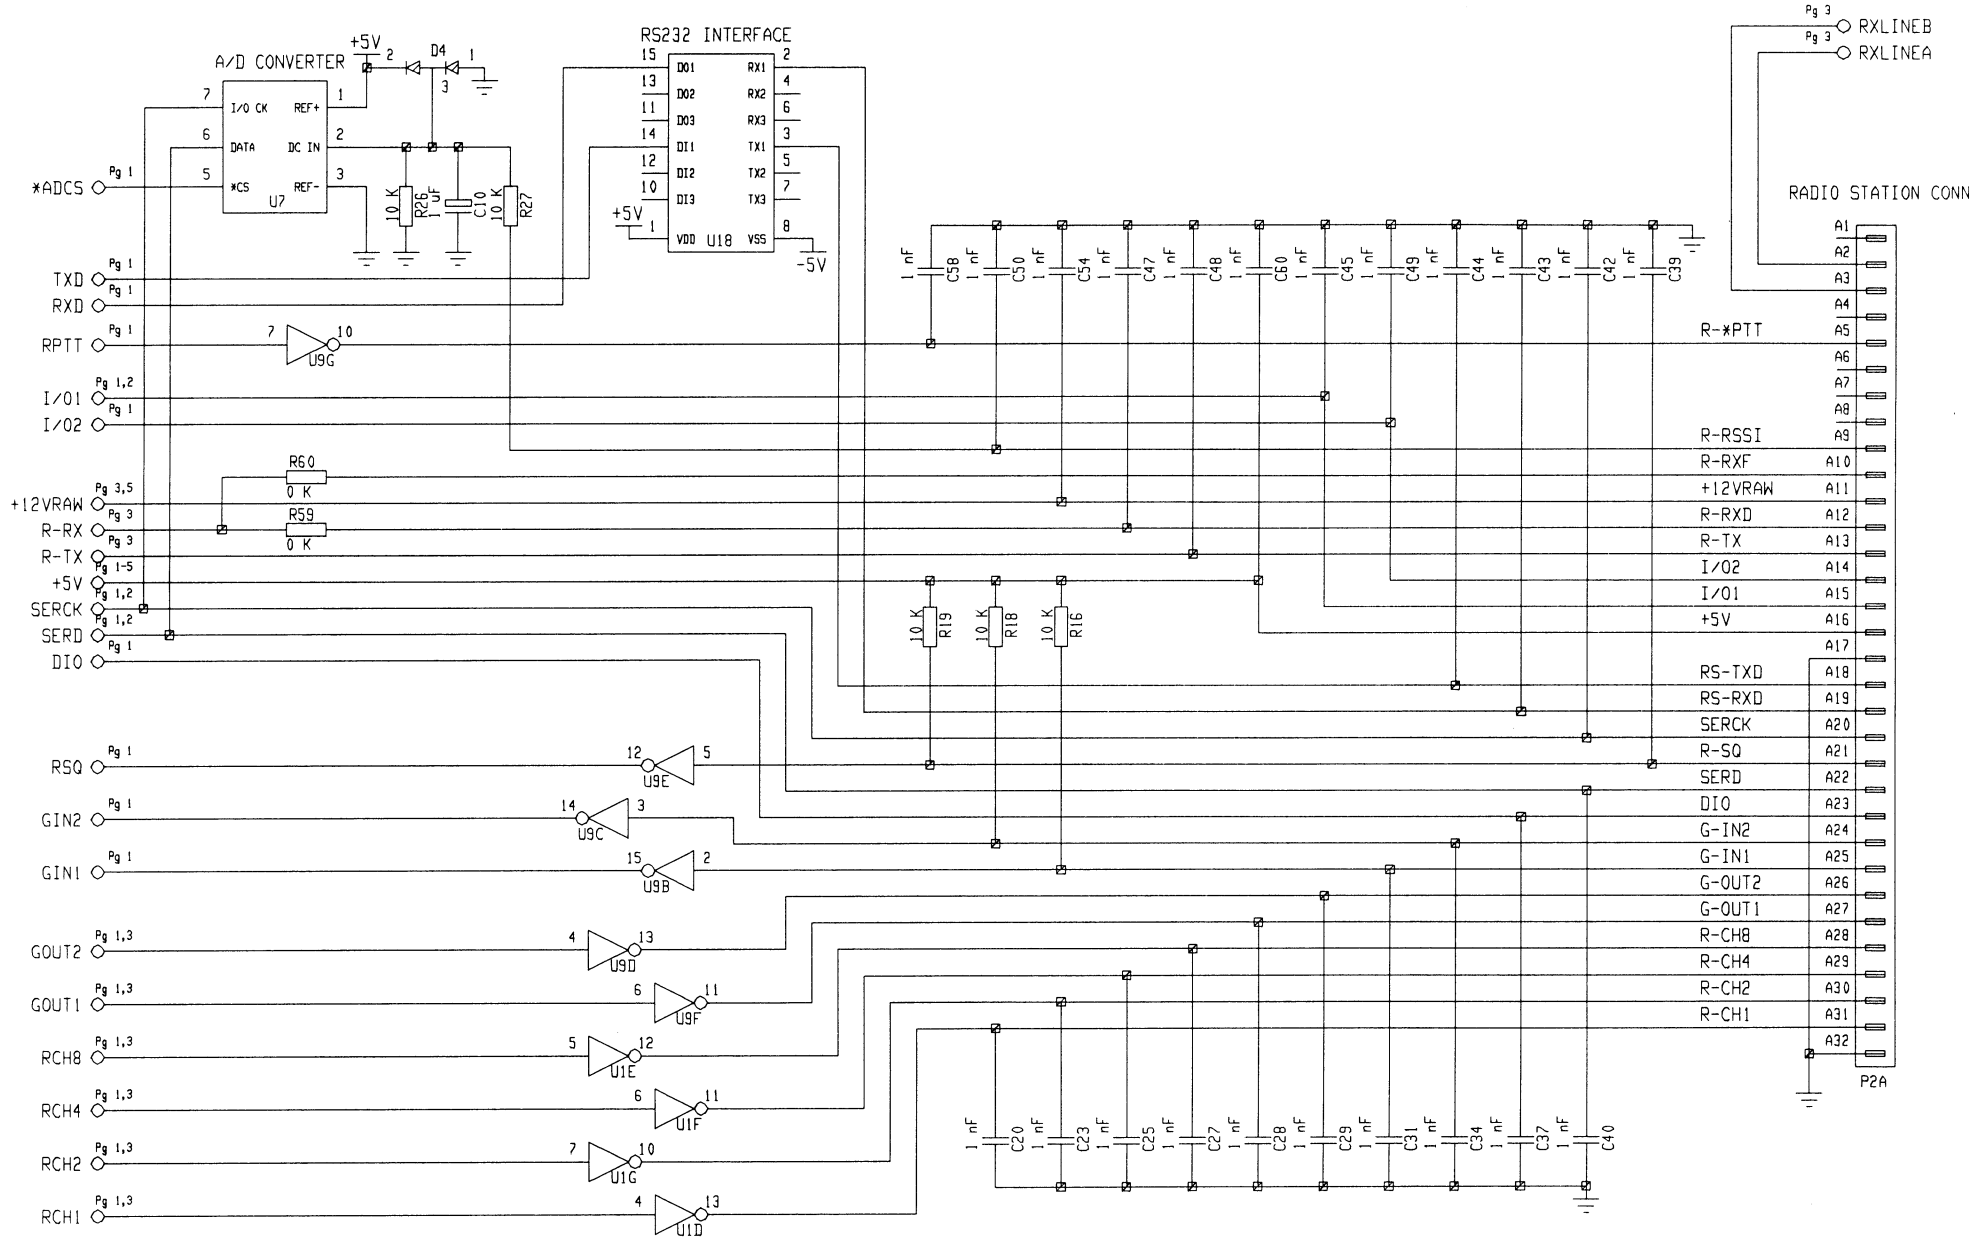 Pg 3
RXLINEB
Pg 3
RXLINEA
RS232 INTERFACE
A/D CONVERTER
+5V
2 D4 1
3
7 I/O CK REF+ 1
6 DATA DC IN 2
5 *CS REF- 3
U7
15 DO1 RX1 2
13 DO2 RX2 4
11 DO3 RX3 6
14 DI1 TX1 3
12 DI2 TX2 5
10 DI3 TX3 7
+5V
1 VDD U18 VSS 8
-5V
*ADCS Pg 1
10 K R26
1 uF C10
10 K R27
RADIO STATION CONN
1 nF C58
1 nF C50
1 nF C54
1 nF C47
1 nF C48
1 nF C60
1 nF C45
1 nF C49
1 nF C44
1 nF C43
1 nF C42
1 nF C39
A1
A2
A3
A4
TXD Pg 1
RXD Pg 1
RPTT Pg 1 7 10 R-*PTT A5
U9G
A6
I/O1 Pg 1,2 A7
I/O2 Pg 1 A8
R-RSSI A9
R60 R-RXF A10
0 K
+12VRAW Pg 3,5 +12VRAW A11
R-RX Pg 3 R59 R-RXD A12
0 K
R-TX Pg 3 R-TX A13
+5V Pg 1-5 I/O2 A14
SERCK Pg 1,2 I/O1 A15
SERD Pg 1,2 +5V A16
10 K R19
10 K R18
10 K R16
DIO Pg 1 A17
RS-TXD A18
RS-RXD A19
SERCK A20
RSQ Pg 1 12 5 R-SQ A21
U9E
SERD A22
GIN2 Pg 1 14 3 DIO A23
U9C
G-IN2 A24
GIN1 Pg 1 15 2 G-IN1 A25
U9B
G-OUT2 A26
G-OUT1 A27
GOUT2 Pg 1,3 4 13 R-CH8 A28
U9D
R-CH4 A29
GOUT1 Pg 1,3 6 11 R-CH2 A30
U9F
R-CH1 A31
RCH8 Pg 1,3 5 12 A32
U1E
P2A
RCH4 Pg 1,3 6 11
U1F
1 nF C20
1 nF C23
1 nF C25
1 nF C27
1 nF C28
1 nF C29
1 nF C31
1 nF C34
1 nF C37
1 nF C40
RCH2 Pg 1,3 7 10
U1G
RCH1 Pg 1,3 4 13
U1D